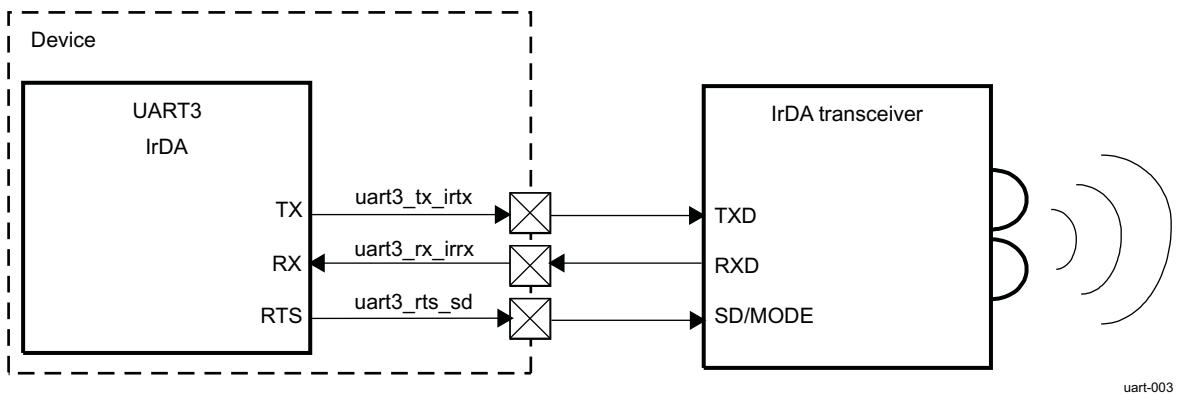 Device
UART3
IrDA
TX
RX
RTS
uart3_tx_irtx
uart3_rx_irrx
uart3_rts_sd
IrDA transceiver
TXD
RXD
SD/MODE
uart-003